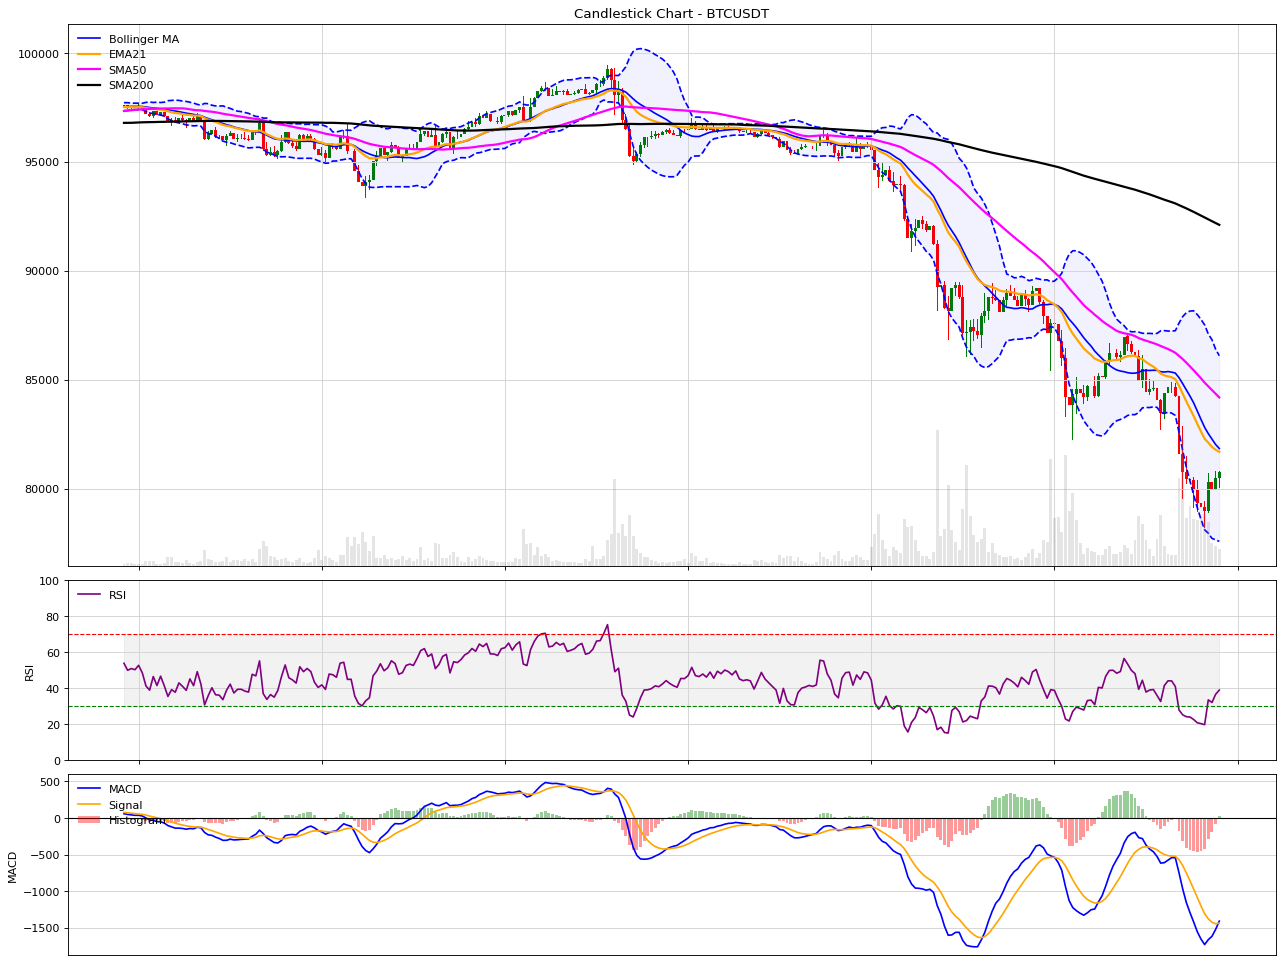 Candlestick Chart - BTCUSDT
Bollinger MA
EMA21
SMA50
SMA200
100000
95000
90000
85000
80000
RSI
100
80
60
40
20
0
RSI
MACD
Signal
Histogram
500
0
−500
−1000
−1500
MACD